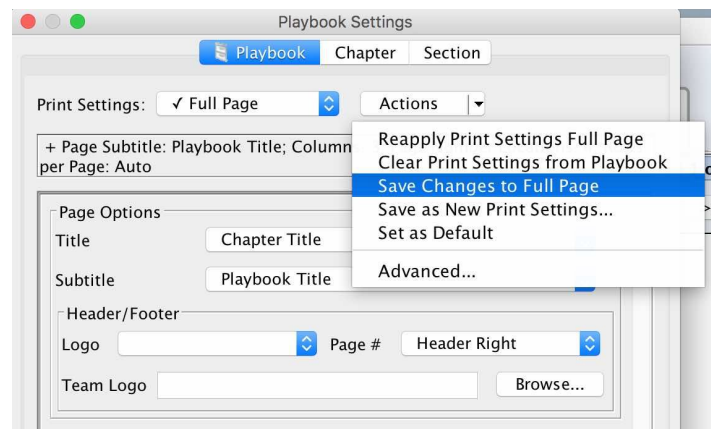 Playbook Settings
Playbook Chapter Section
Print Settings: ✓ Full Page Actions
+ Page Subtitle: Playbook Title; Column
per Page: Auto
Reapply Print Settings Full Page
Clear Print Settings from Playbook
Save Changes to Full Page
Save as New Print Settings...
Set as Default
Advanced...
Page Options
Title Chapter Title
Subtitle Playbook Title
Header/Footer
Logo Page # Header Right
Team Logo Browse...